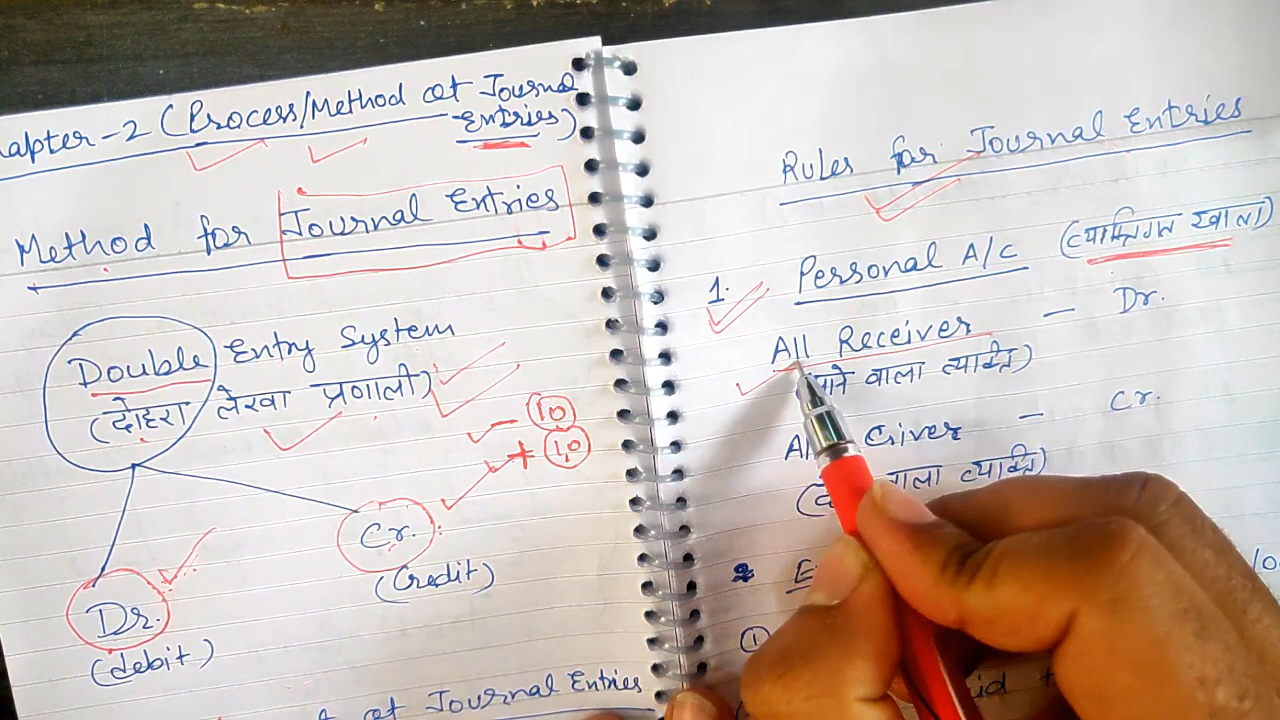 apter-2 (Process/Method of Journal
Entries)
Method for Journal Entries
Double Entry System
(दोहरा लेखा प्रणाली)
- 10
+ 10
Cr.
(Credit)
Dr.
(debit)
of Journal Entries
Rules for Journal Entries
1. Personal A/C (व्यक्तिगत खाता)
All Receiver - Dr.
पाने वाला व्यक्ति)
Giver - Cr.
वाला व्यक्ति)
1